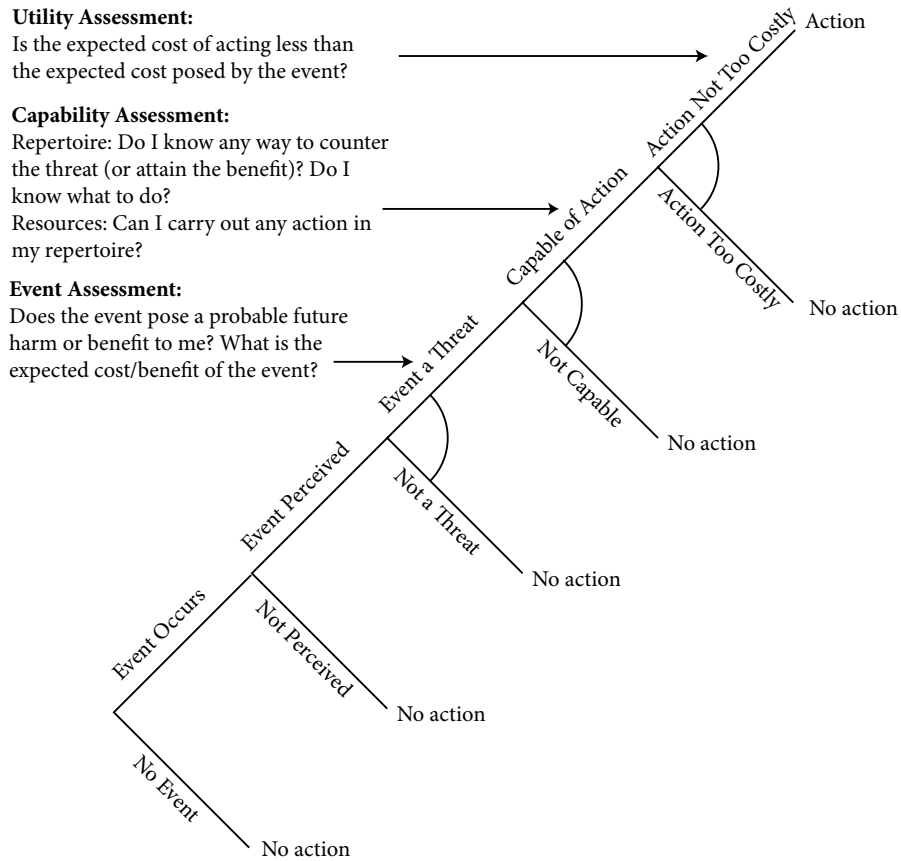 Utility Assessment:
Is the expected cost of acting less than
the expected cost posed by the event?
Capability Assessment:
Repertoire: Do I know any way to counter
the threat (or attain the benefit)? Do I
know what to do?
Resources: Can I carry out any action in
my repertoire?
Event Assessment:
Does the event pose a probable future
harm or benefit to me? What is the
expected cost/benefit of the event?
Action
Action Not Too Costly
Action Too Costly
No action
Capable of Action
Not Capable
No action
Event a Threat
Not a Threat
No action
Event Perceived
Not Perceived
No action
Event Occurs
No Event
No action